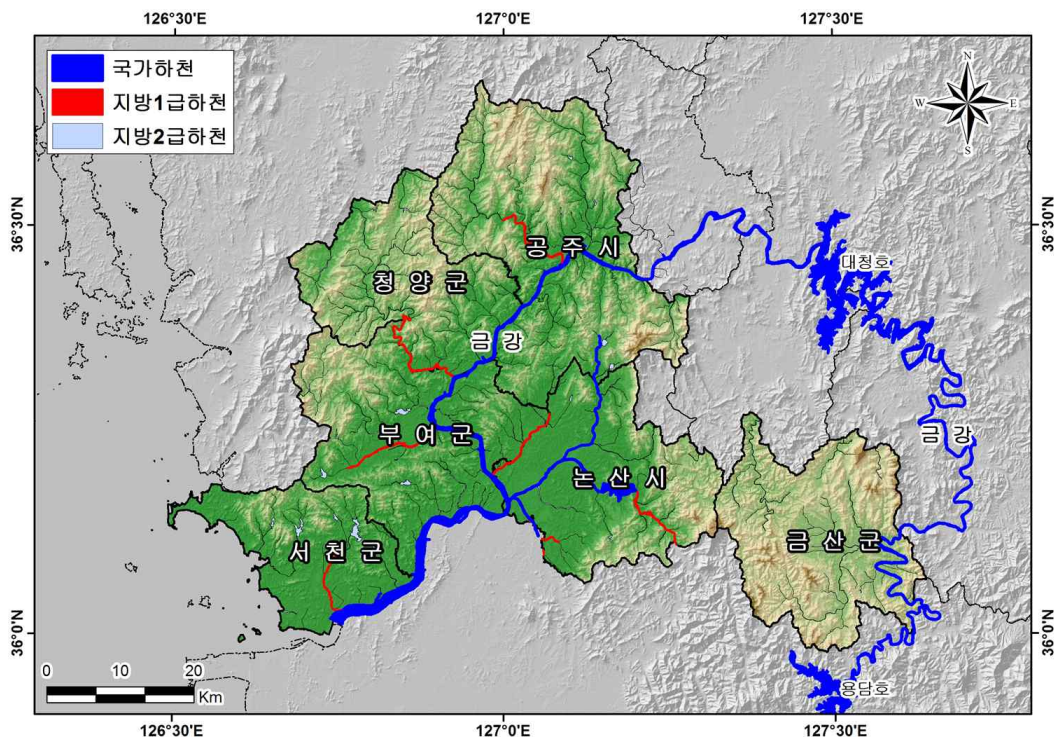 126°30'E 127°0'E 127°30'E
국가하천
지방1급하천
지방2급하천
N
W E
S
36°30'N 36°30'N
공 주 시
대청호
청 양 군
금 강
금 강
부 여 군
논 산 시
서 천 군
금 산 군
36°0'N 36°0'N
0 10 20
Km
용담호
126°30'E 127°0'E 127°30'E